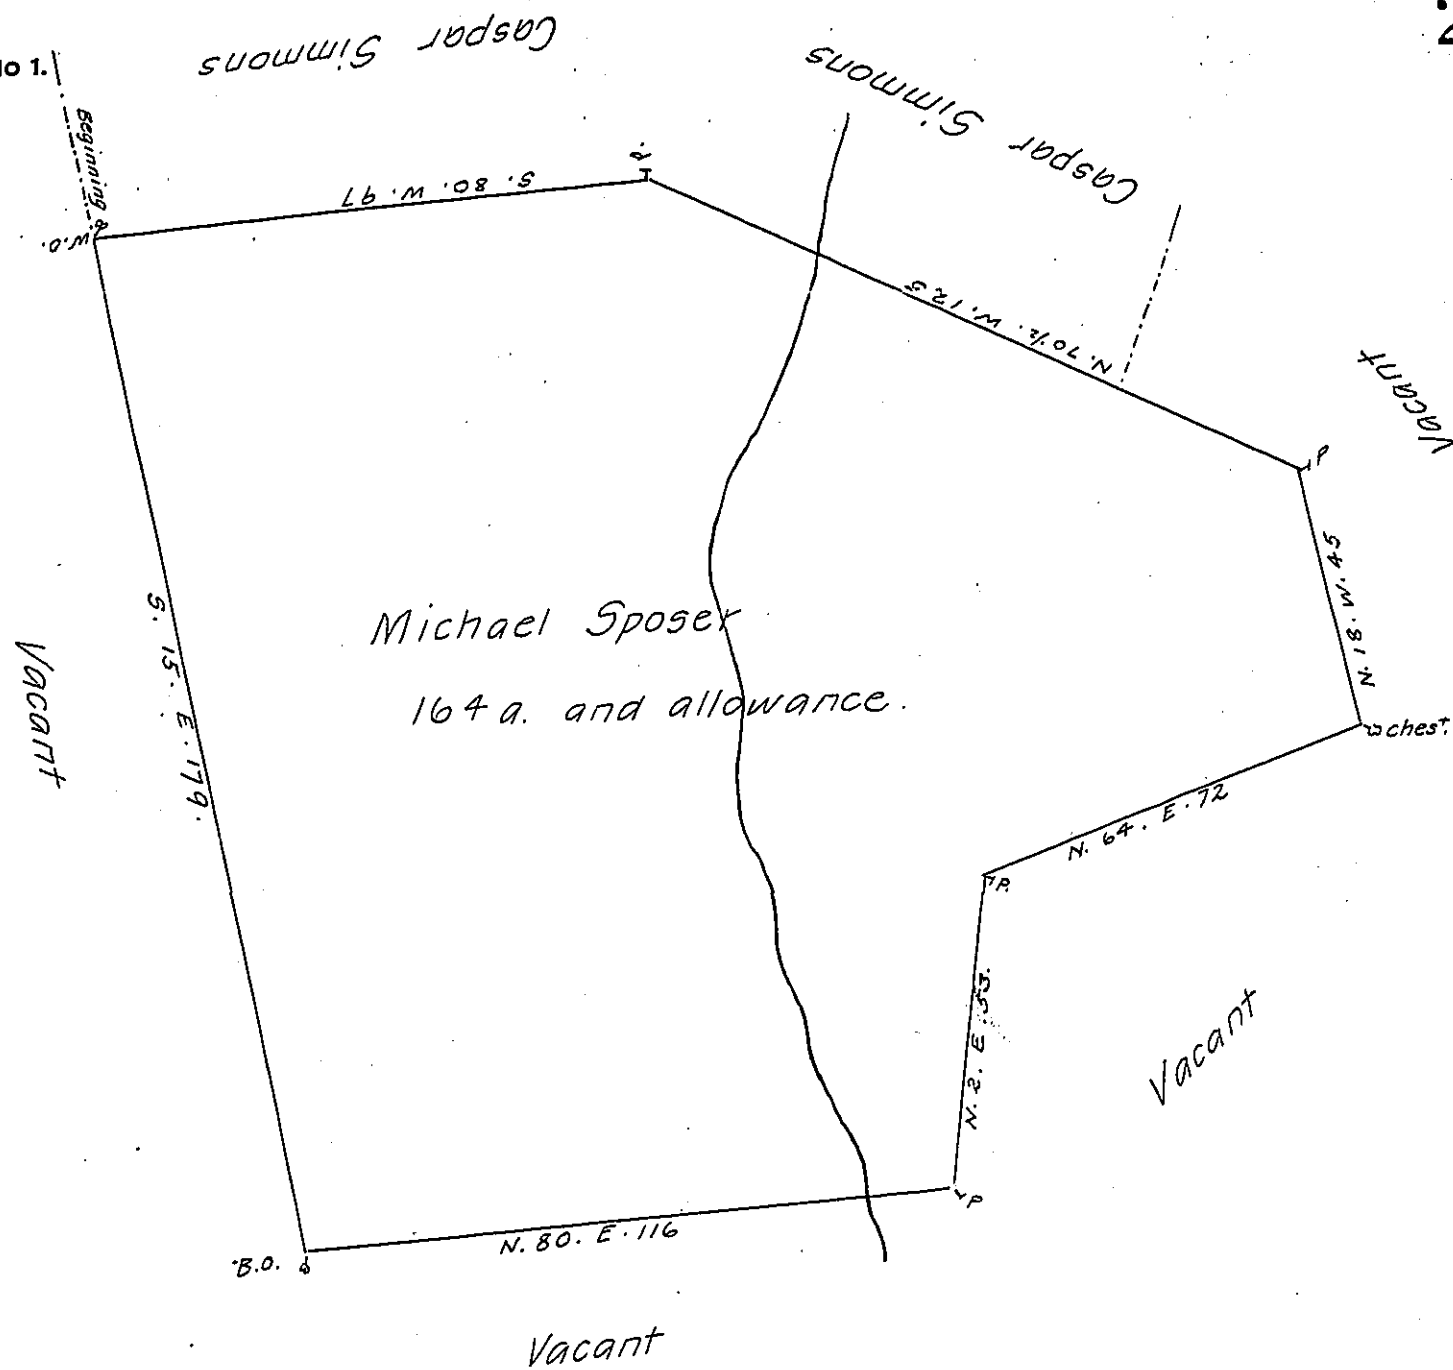 Caspar Simmons
Caspar Simmons
No 1.
Beginning
W.O.
S. 80. W. 97
P.
N. 70½. W. 125
Vacant
P
N. 18. W. 45
chest.
N. 64. E. 72
P.
N. 2. E. 53.
P
N. 80. E. 116
B.O.
S. 15. E. 179.
Vacant
Michael Sposer
164 a. and allowance.
Vacant
Vacant